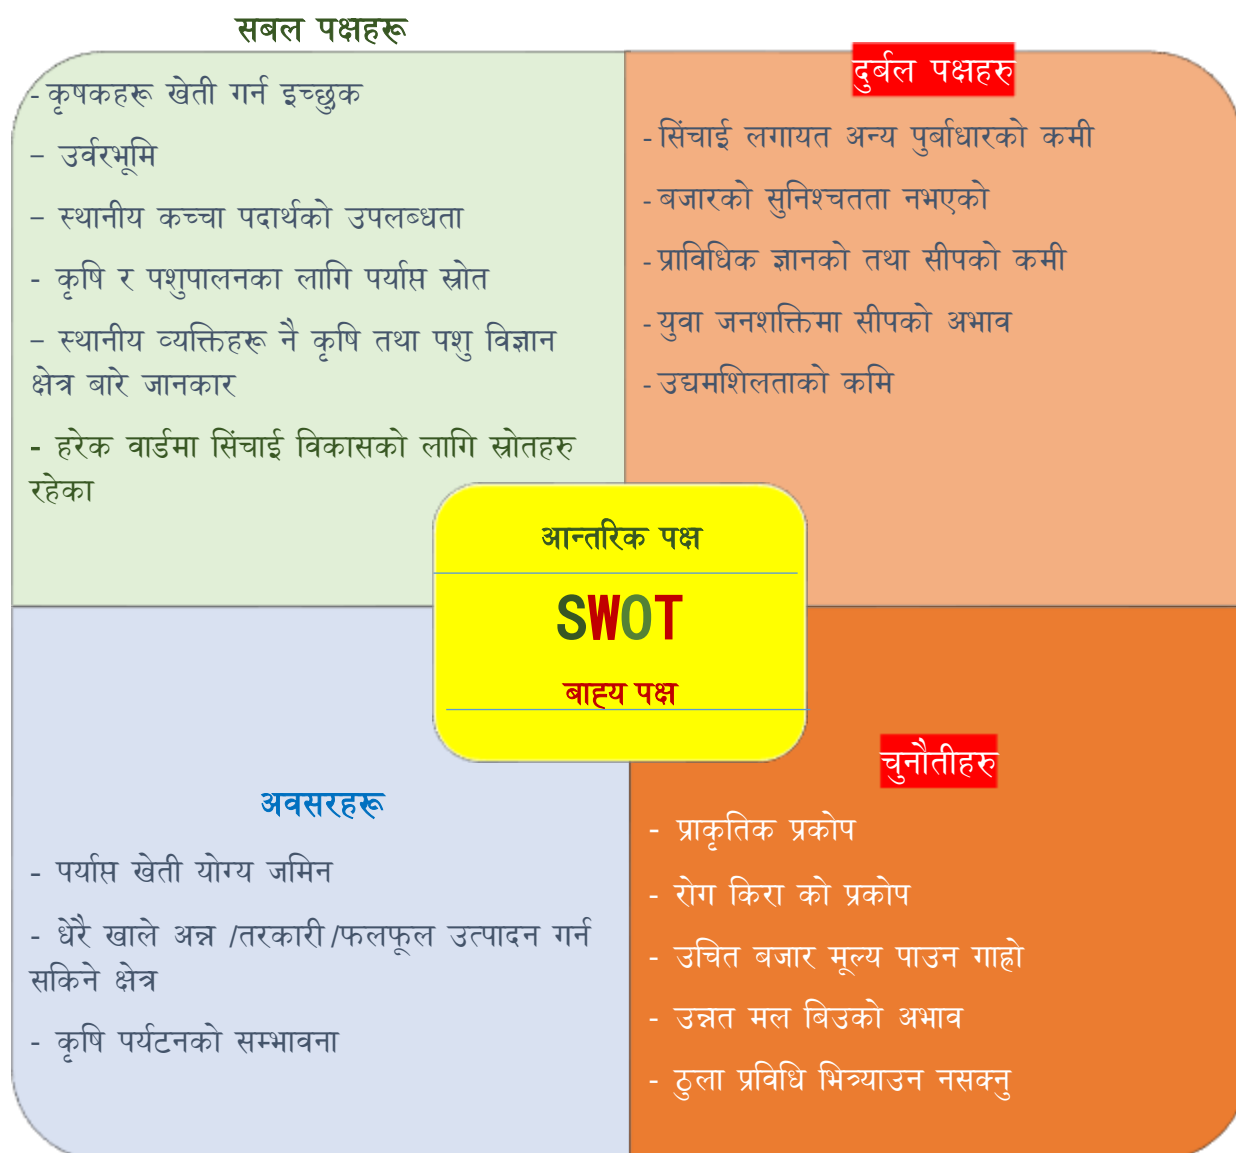 सबल पक्षहरू
- कृषकहरू खेती गर्न इच्छुक
– उर्वरभूमि
– स्थानीय कच्चा पदार्थको उपलब्धता
- कृषि र पशुपालनका लागि पर्याप्त स्रोत
– स्थानीय व्यक्तिहरू नै कृषि तथा पशु विज्ञान
क्षेत्र बारे जानकार
- हरेक वार्डमा सिंचाई विकासको लागि स्रोतहरु
रहेका
दुर्बल पक्षहरु
- सिंचाई लगायत अन्य पुर्बाधारको कमी
- बजारको सुनिश्चतता नभएको
- प्राविधिक ज्ञानको तथा सीपको कमी
- युवा जनशक्तिमा सीपको अभाव
- उद्यमशिलताको कमि
आन्तरिक पक्ष
SWOT
बाह्य पक्ष
अवसरहरू
- पर्याप्त खेती योग्य जमिन
- धेरै खाले अन्न /तरकारी /फलफूल उत्पादन गर्न
सकिने क्षेत्र
- कृषि पर्यटनको सम्भावना
चुनौतीहरु
- प्राकृतिक प्रकोप
- रोग किरा को प्रकोप
- उचित बजार मूल्य पाउन गाह्रो
- उन्नत मल बिउको अभाव
- ठुला प्रविधि भित्र्याउन नसक्नु